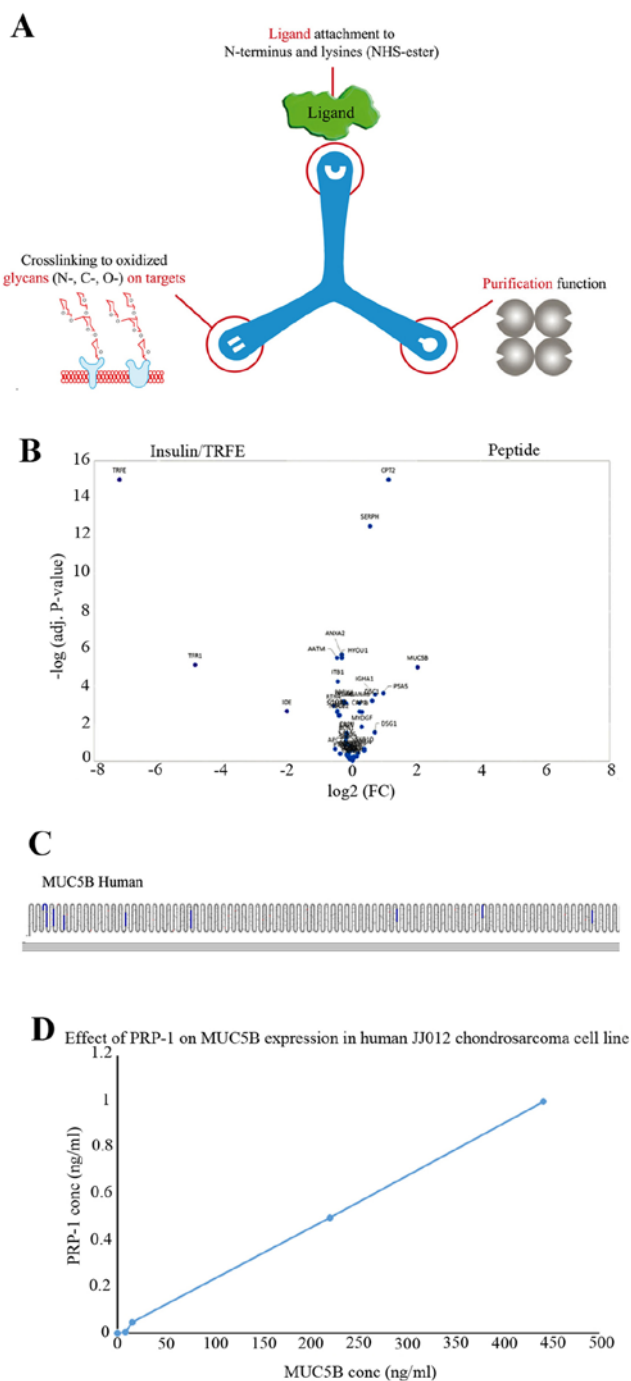 A
Ligand attachment to
N-terminus and lysines (NHS-ester)
Ligand
Crosslinking to oxidized
glycans (N-, C-, O-) on targets
Purification function
B
Insulin/TRFE
Peptide
16
14
12
10
8
6
4
2
0
-log (adj. P-value)
TRFE
CPT2
SERPH
ANXA2
AATM
HYOU1
TFR1
MUC5B
ITB1
IGHA1
PSA5
IDE
MYDGF
DSG1
-8
-6
-4
-2
0
2
4
6
8
log2 (FC)
C
MUC5B Human
D
Effect of PRP-1 on MUC5B expression in human JJ012 chondrosarcoma cell line
1.2
1
0.8
0.6
0.4
0.2
0
PRP-1 conc (ng/ml)
0
50
100
150
200
250
300
350
400
450
500
MUC5B conc (ng/ml)